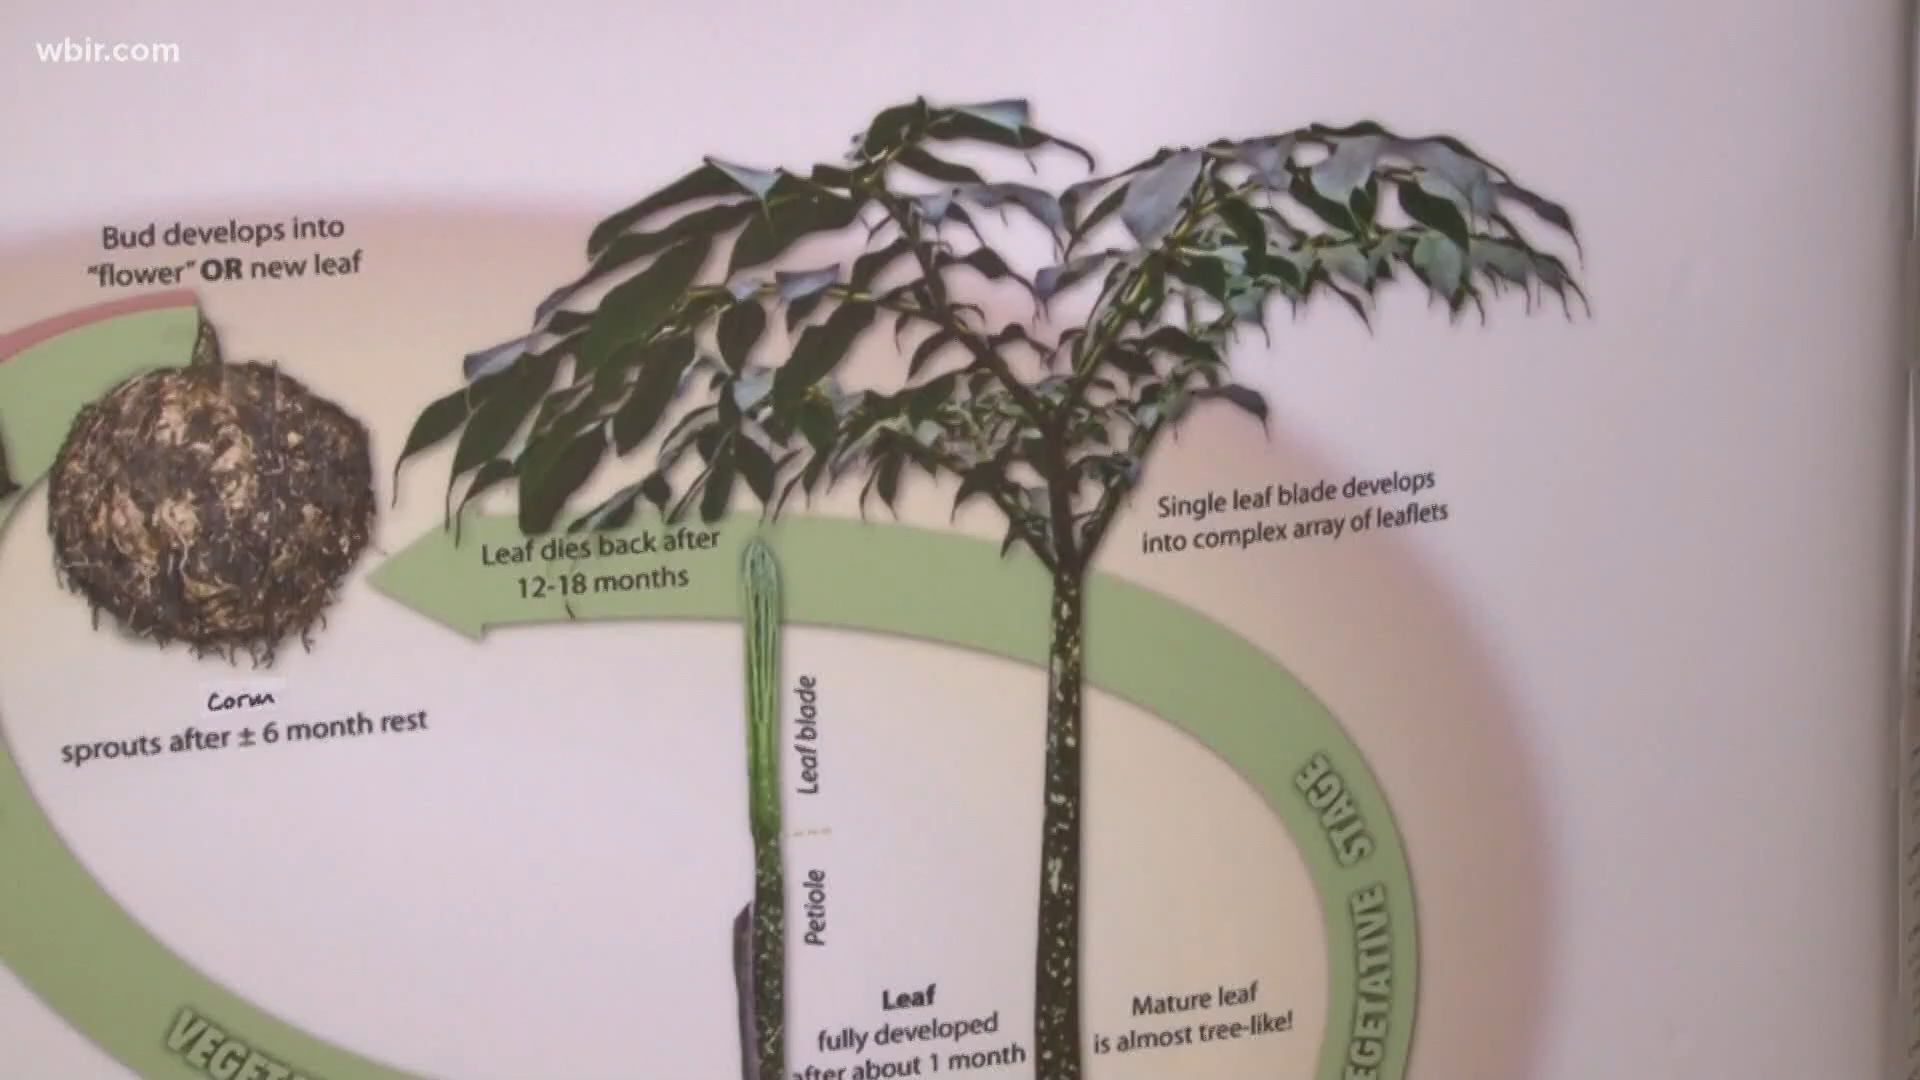 wbir.com
Bud develops into
"flower" OR new leaf
Single leaf blade develops
into complex array of leaflets
Leaf dies back after
12-18 months
Corm
sprouts after ± 6 month rest
Leaf blade
Petiole
VEGETATIVE STAGE
Leaf
fully developed
after about 1 month
Mature leaf
is almost tree-like!
VEGETA